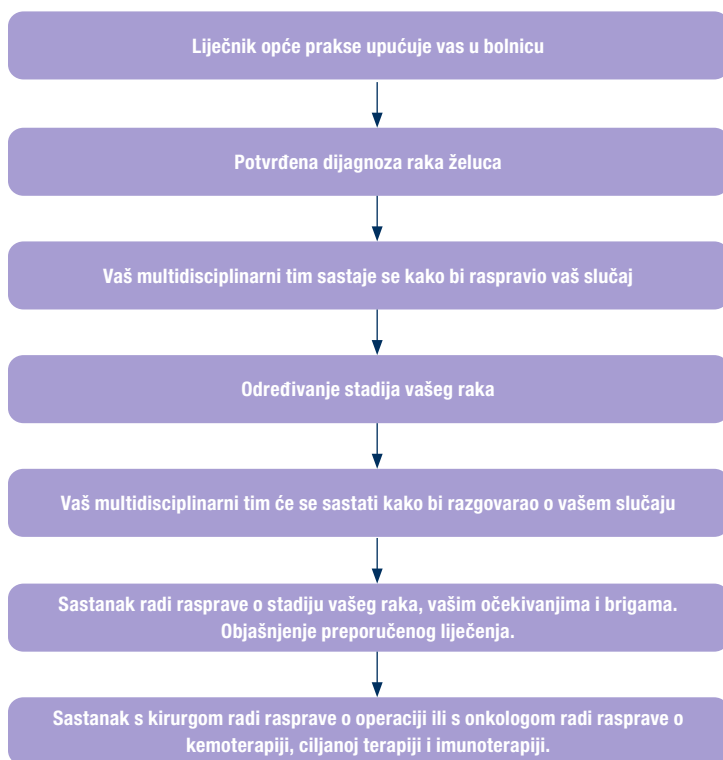 Liječnik opće prakse upućuje vas u bolnicu
Potvrđena dijagnoza raka želuca
Vaš multidisciplinarni tim sastaje se kako bi raspravio vaš slučaj
Određivanje stadija vašeg raka
Vaš multidisciplinarni tim će se sastati kako bi razgovarao o vašem slučaju
Sastanak radi rasprave o stadiju vašeg raka, vašim očekivanjima i brigama.
Objašnjenje preporučenog liječenja.
Sastanak s kirurgom radi rasprave o operaciji ili s onkologom radi rasprave o
kemoterapiji, ciljanoj terapiji i imunoterapiji.